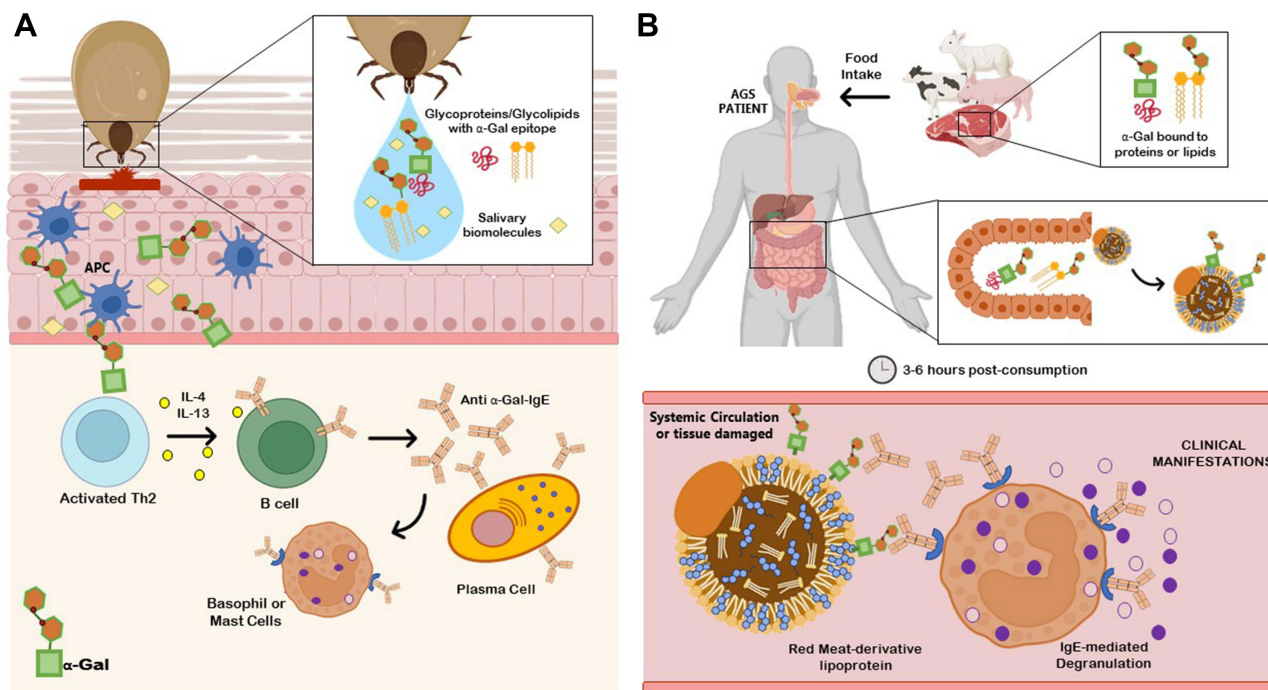 A
Glycoproteins/Glycolipids
with α-Gal epitope
Salivary
biomolecules
APC
IL-4
IL-13
Anti α-Gal-IgE
Activated Th2
B cell
Plasma Cell
Basophil or
Mast Cells
α-Gal
B
Food
Intake
AGS
PATIENT
α-Gal bound to
proteins or lipids
3-6 hours post-consumption
Systemic Circulation
or tissue damaged
CLINICAL
MANIFESTATIONS
Red Meat-derivative
lipoprotein
IgE-mediated
Degranulation